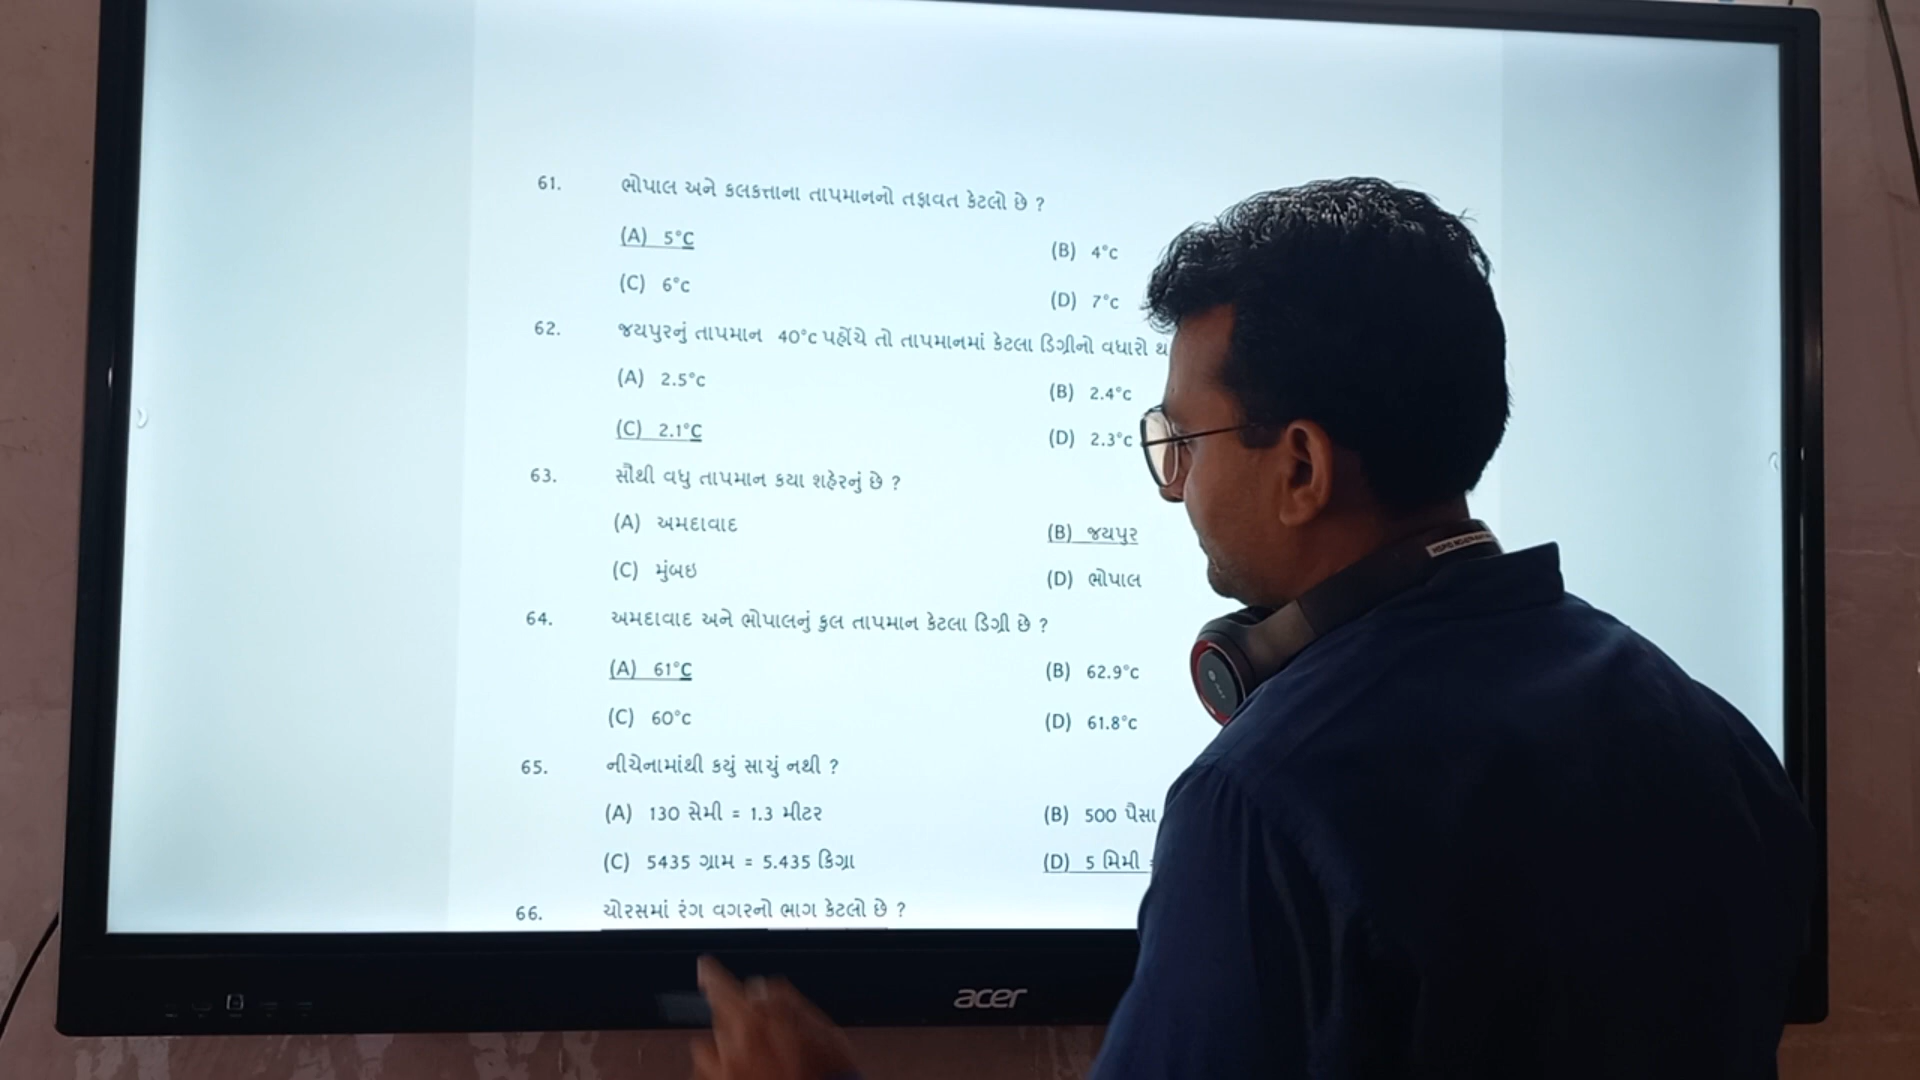 61. ભોપાલ અને કલકત્તાના તાપમાનનો તફાવત કેટલો છે ?
(A) 5°C (B) 4°c
(C) 6°c (D) 7°c
62. જયપુરનું તાપમાન 40°c પહોંચે તો તાપમાનમાં કેટલા ડિગ્રીનો વધારો
(A) 2.5°c (B) 2.4°c
(C) 2.1°C (D) 2.3°c
63. સૌથી વધુ તાપમાન કયા શહેરનું છે ?
(A) અમદાવાદ (B) જયપુર
(C) મુંબઇ (D) ભોપાલ
64. અમદાવાદ અને ભોપાલનું કુલ તાપમાન કેટલા ડિગ્રી છે ?
(A) 61°C (B) 62.9°c
(C) 60°c (D) 61.8°c
65. નીચેનામાંથી કયું સાચું નથી ?
(A) 130 સેમી = 1.3 મીટર (B) 500 પૈસા
(C) 5435 ગ્રામ = 5.435 કિગ્રા (D) 5 મિમી =
66. ચોરસમાં રંગ વગરનો ભાગ કેટલો છે ?
acer